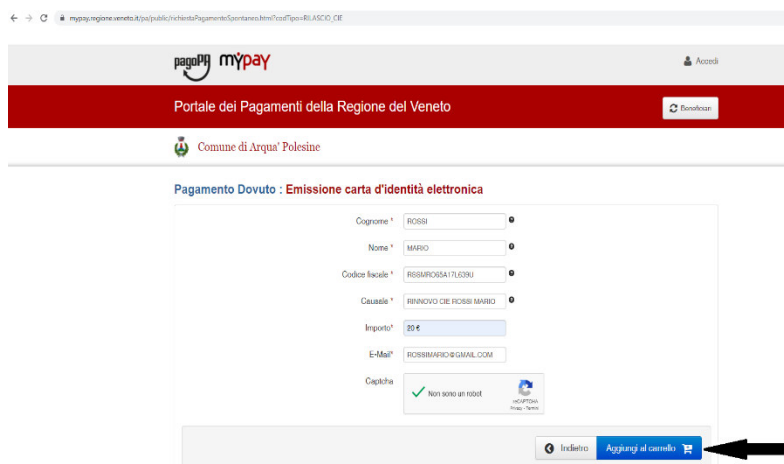 mypay.regione.veneto.it/pa/public/richiestaPagamentoSpontaneo.html?codTipo=RILASCIO_CIE
pagoPA mypay Accedi
Portale dei Pagamenti della Regione del Veneto Beneficiari
Comune di Arqua' Polesine
Pagamento Dovuto : Emissione carta d'identità elettronica
Cognome * ROSSI
Nome * MARIO
Codice fiscale * RSSMRO65A17L639U
Causale * RINNOVO CIE ROSSI MARIO
Importo* 20 €
E-Mail* ROSSIMARIO@GMAIL.COM
Captcha
Non sono un robot
reCAPTCHA
Privacy - Termini
Indietro Aggiungi al carrello